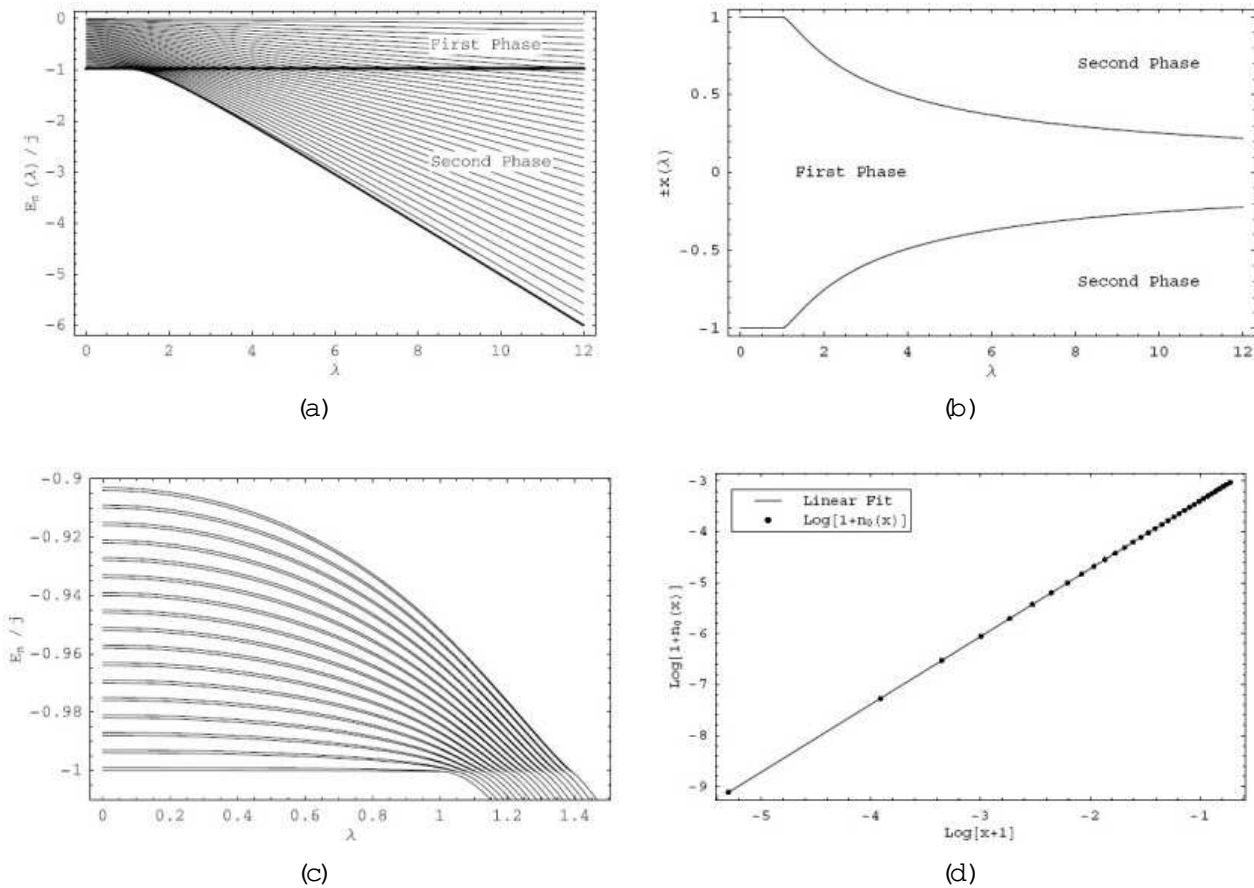 0
-1
-2
-3
-4
-5
-6
E_n (λ) / j
First Phase
Second Phase
0 2 4 6 8 10 12
λ
(a)
1
0.5
0
-0.5
-1
±x(λ)
Second Phase
First Phase
Second Phase
0 2 4 6 8 10 12
λ
(b)
-0.9
-0.92
-0.94
-0.96
-0.98
-1
E_n / j
0 0.2 0.4 0.6 0.8 1 1.2 1.4
λ
(c)
-3
-4
-5
-6
-7
-8
-9
Log[1+n₀(x)]
Linear Fit
Log[1+n₀(x)]
-5 -4 -3 -2 -1
Log[x+1]
(d)